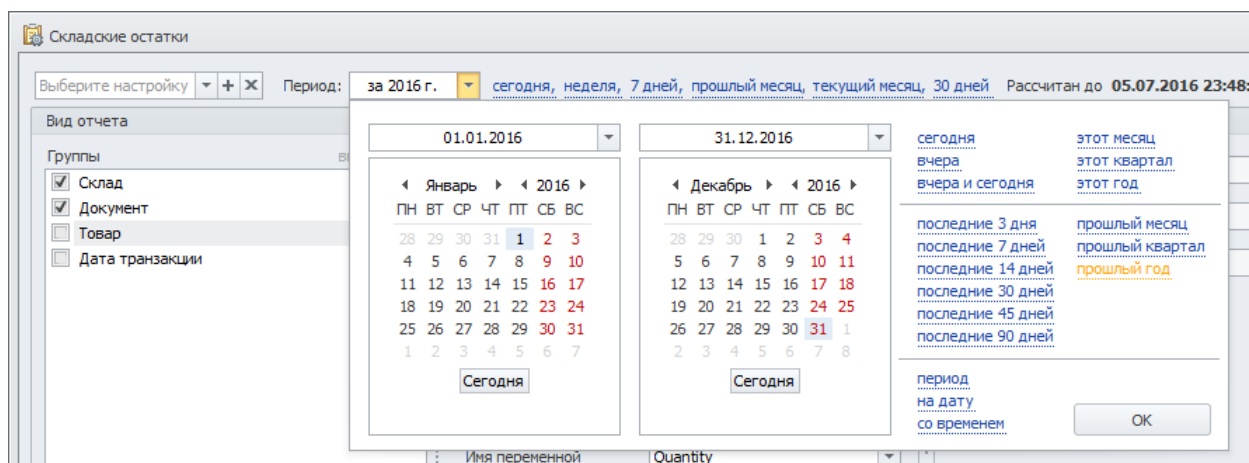 Складские остатки
Выберите настройку Период: за 2016 г. сегодня, неделя, 7 дней, прошлый месяц, текущий месяц, 30 дней Рассчитан до 05.07.2016 23:48:
Вид отчета
Группы
Склад
Документ
Товар
Дата транзакции
01.01.2016
Январь 2016
ПН ВТ СР ЧТ ПТ СБ ВС
28 29 30 31 1 2 3
4 5 6 7 8 9 10
11 12 13 14 15 16 17
18 19 20 21 22 23 24
25 26 27 28 29 30 31
1 2 3 4 5 6 7
Сегодня
31.12.2016
Декабрь 2016
ПН ВТ СР ЧТ ПТ СБ ВС
28 29 30 1 2 3 4
5 6 7 8 9 10 11
12 13 14 15 16 17 18
19 20 21 22 23 24 25
26 27 28 29 30 31 1
2 3 4 5 6 7 8
Сегодня
сегодня
вчера
вчера и сегодня
этот месяц
этот квартал
этот год
последние 3 дня
последние 7 дней
последние 14 дней
последние 30 дней
последние 45 дней
последние 90 дней
прошлый месяц
прошлый квартал
прошлый год
период
на дату
со временем
OK
Имя переменной Quantity